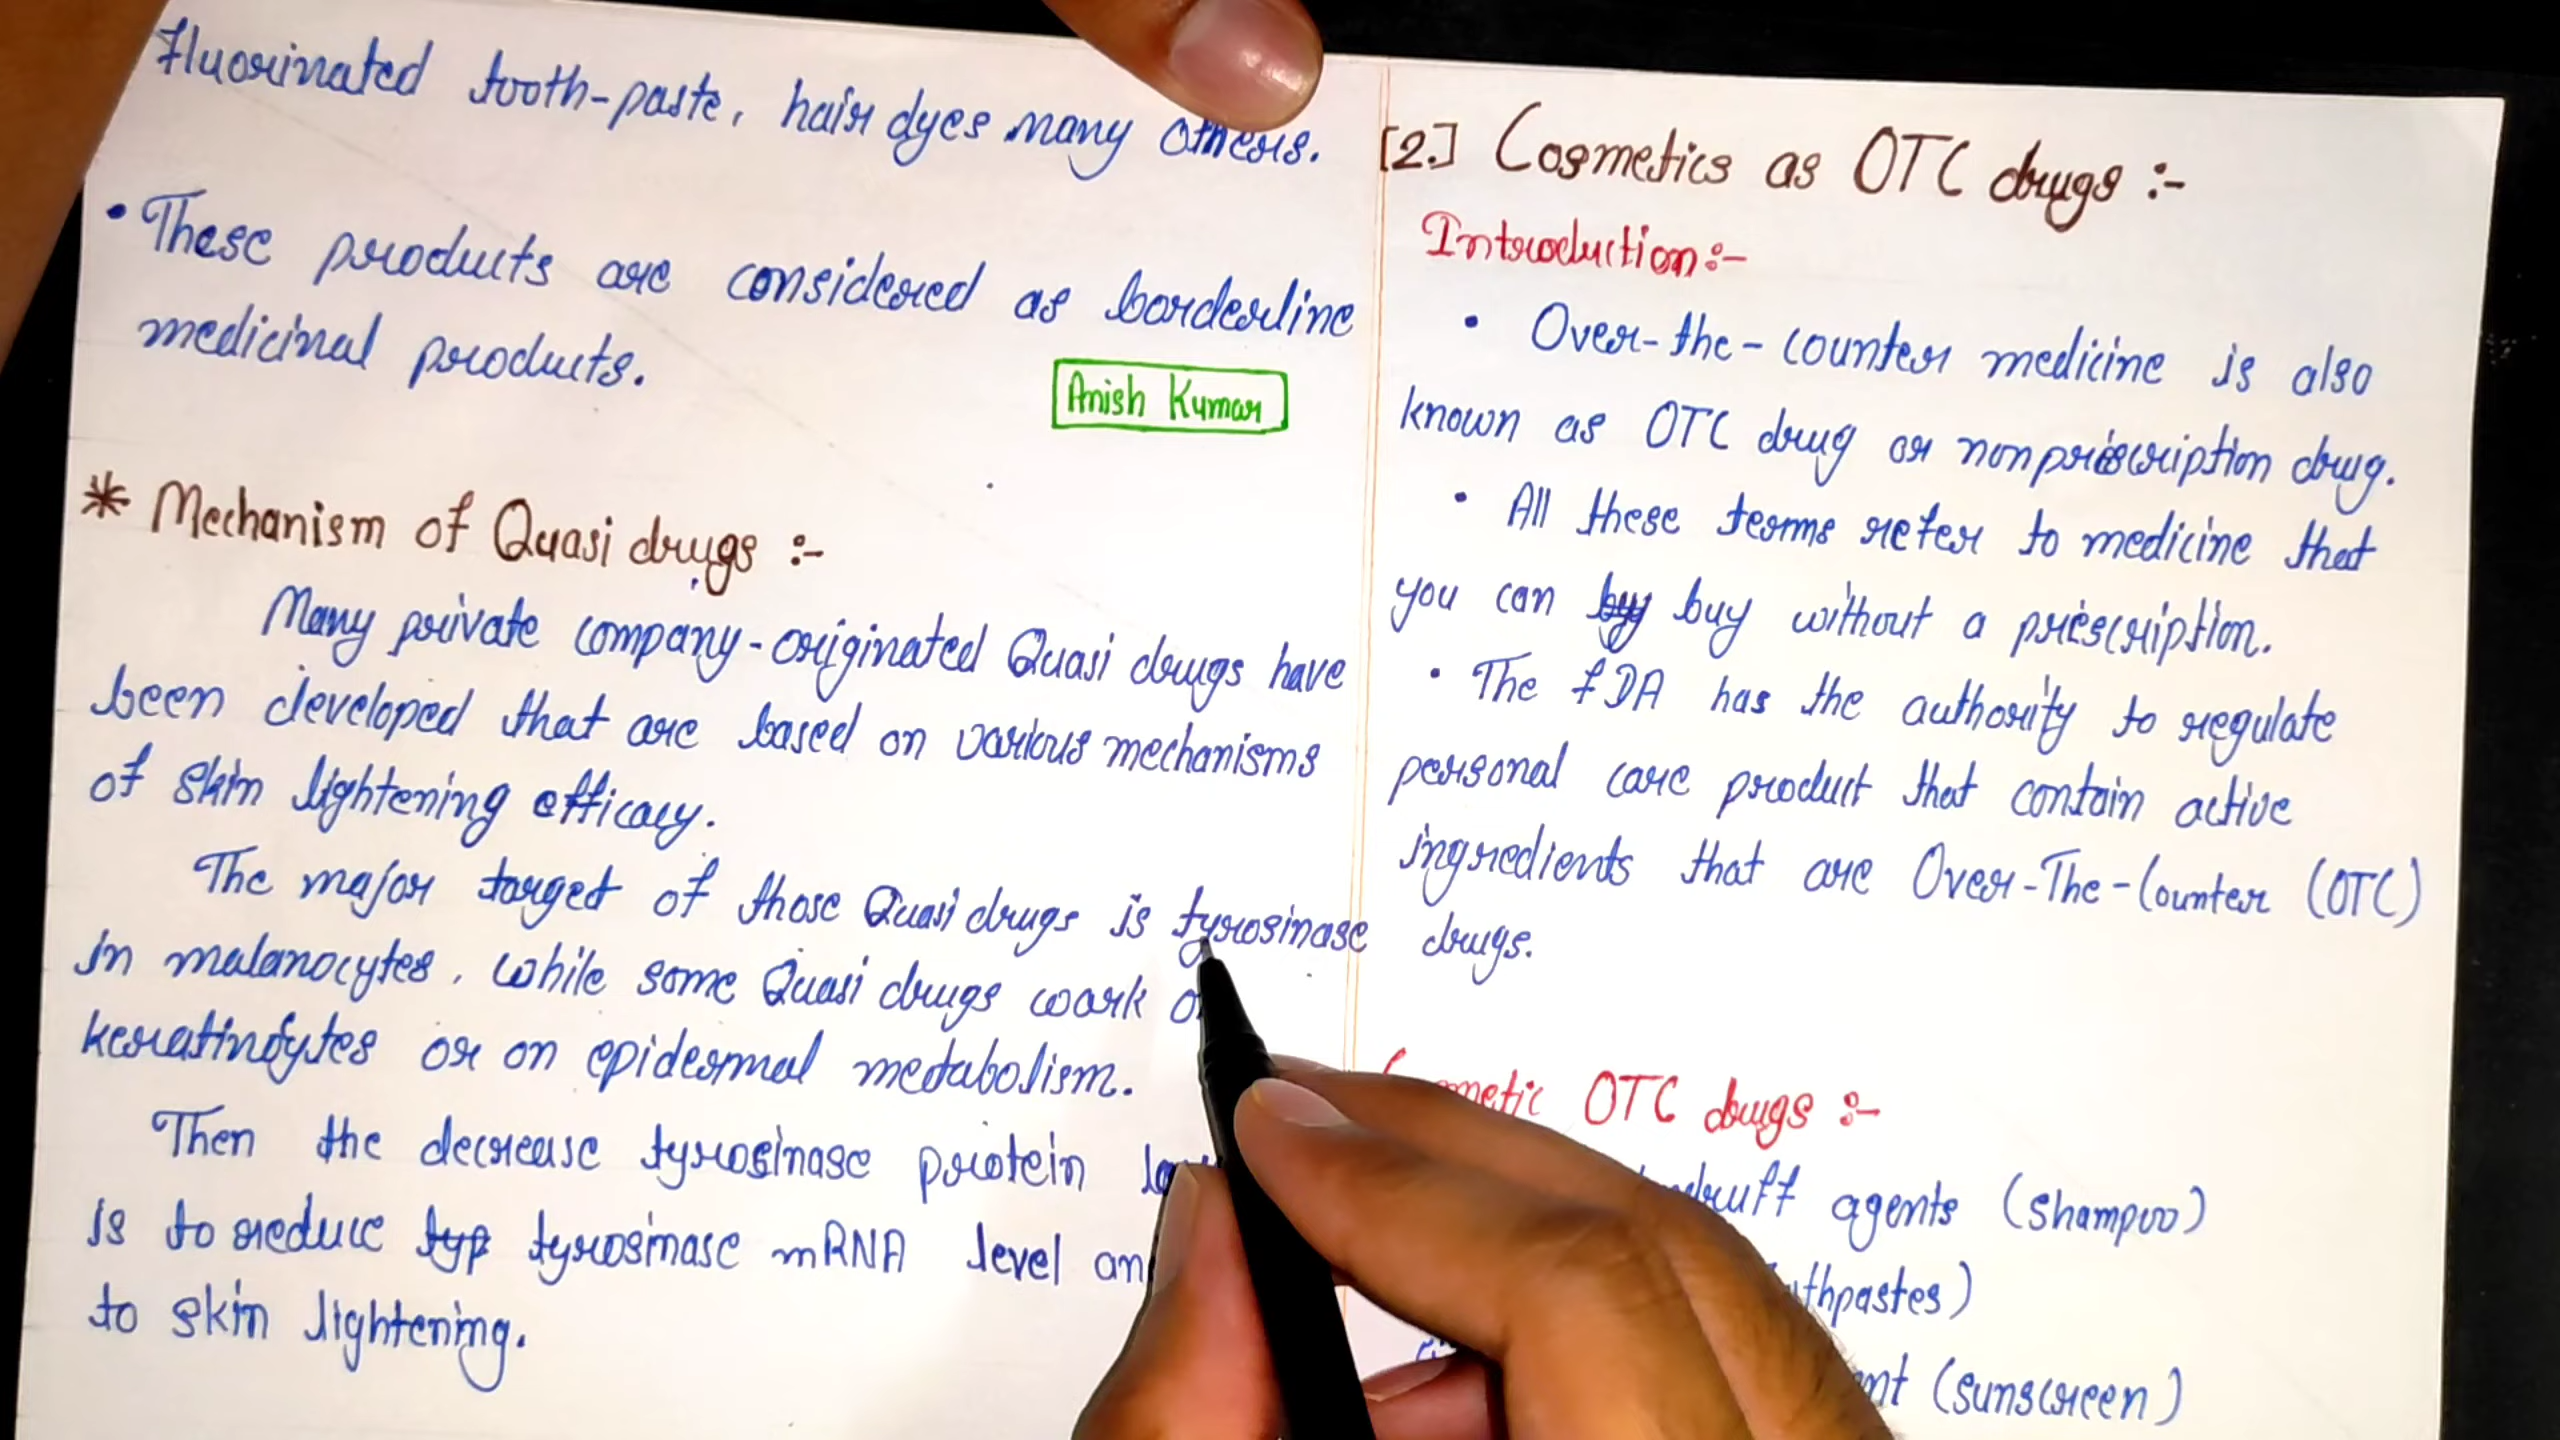 Fluorinated tooth-paste, hair dyes many others.
• These products are considered as borderline
medicinal products.
Anish Kumar
* Mechanism of Quasi drugs :-
Many private company-originated Quasi drugs have
been developed that are based on various mechanisms
of skin lightening efficacy.
The major target of those Quasi drugs is tyrosinase
in malanocytes, while some Quasi drugs work
or on epidermal metabolism.
Then the decrease tyrosinase protein
is to reduce typ tyrosinase mRNA level
to skin lightening.
[2.] Cosmetics as OTC drugs :-
Introduction:-
• Over-the-counter medicine is also
known as OTC drug or nonprescription drug.
• All these terms refer to medicine that
you can by buy without a prescription.
• The FDA has the authority to regulate
personal care product that contain active
ingredients that are Over-The-Counter (OTC)
drugs.
OTC drugs :-
agents (shampoo)
(sunscreen)